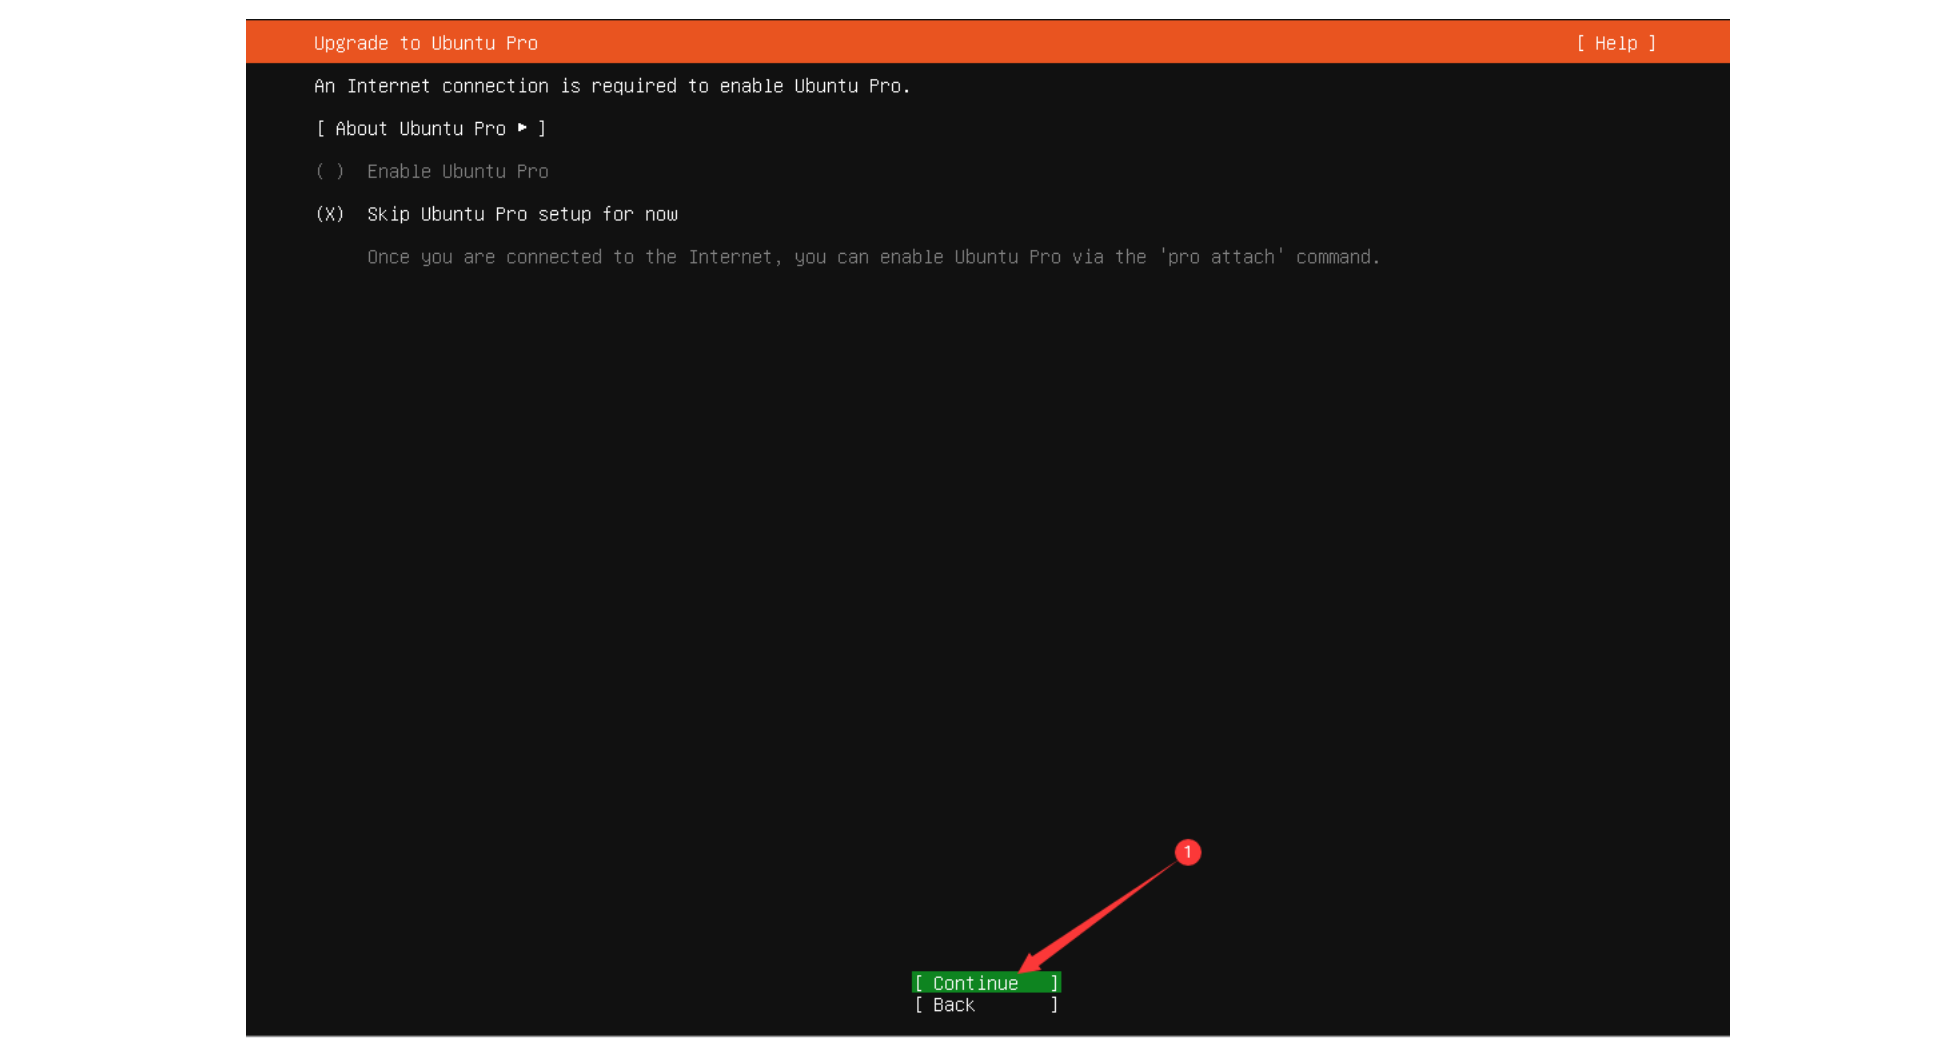 Upgrade to Ubuntu Pro [ Help ]
An Internet connection is required to enable Ubuntu Pro.
[ About Ubuntu Pro ▸ ]
( ) Enable Ubuntu Pro
(X) Skip Ubuntu Pro setup for now
Once you are connected to the Internet, you can enable Ubuntu Pro via the 'pro attach' command.
1
[ Continue ]
[ Back ]